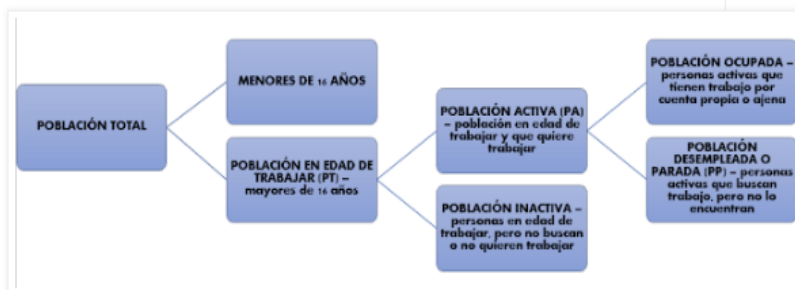 POBLACIÓN TOTAL
MENORES DE 16 AÑOS
POBLACIÓN EN EDAD DE
TRABAJAR (PT) –
mayores de 16 años
POBLACIÓN ACTIVA (PA)
– población en edad de
trabajar y que quiere
trabajar
POBLACIÓN INACTIVA –
personas en edad de
trabajar, pero no buscan
o no quieren trabajar
POBLACIÓN OCUPADA –
personas activas que
tienen trabajo por
cuenta propia o ajena
POBLACIÓN
DESEMPLEADA O
PARADA (PP) – personas
activas que buscan
trabajo, pero no lo
encuentran